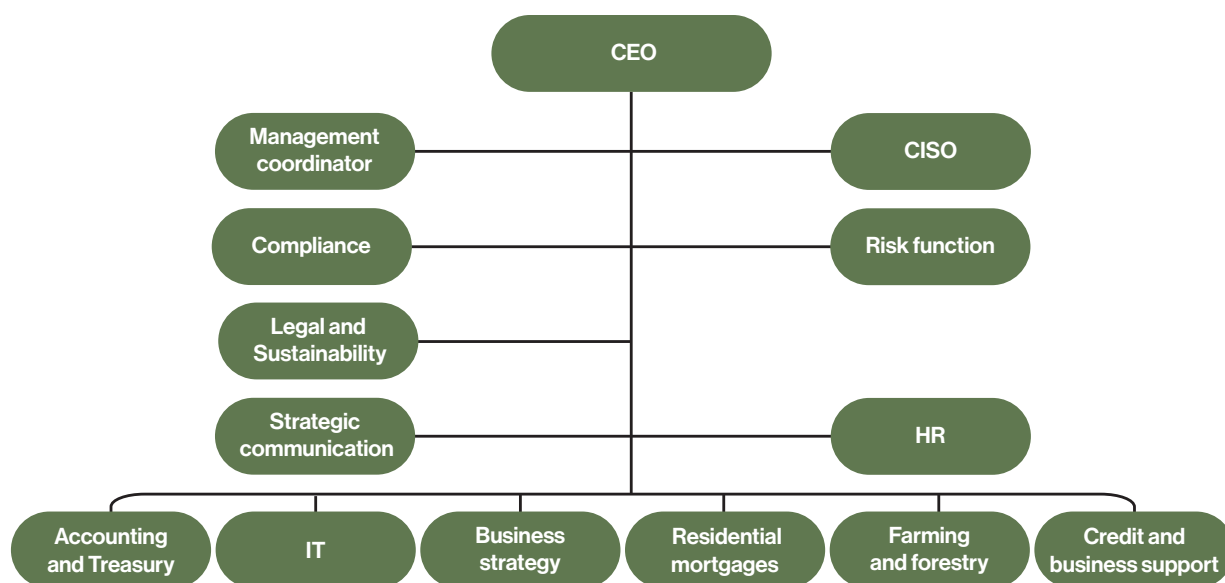 CEO
Management
coordinator
CISO
Compliance
Risk function
Legal and
Sustainability
Strategic
communication
HR
Accounting
and Treasury
IT
Business
strategy
Residential
mortgages
Farming
and forestry
Credit and
business support